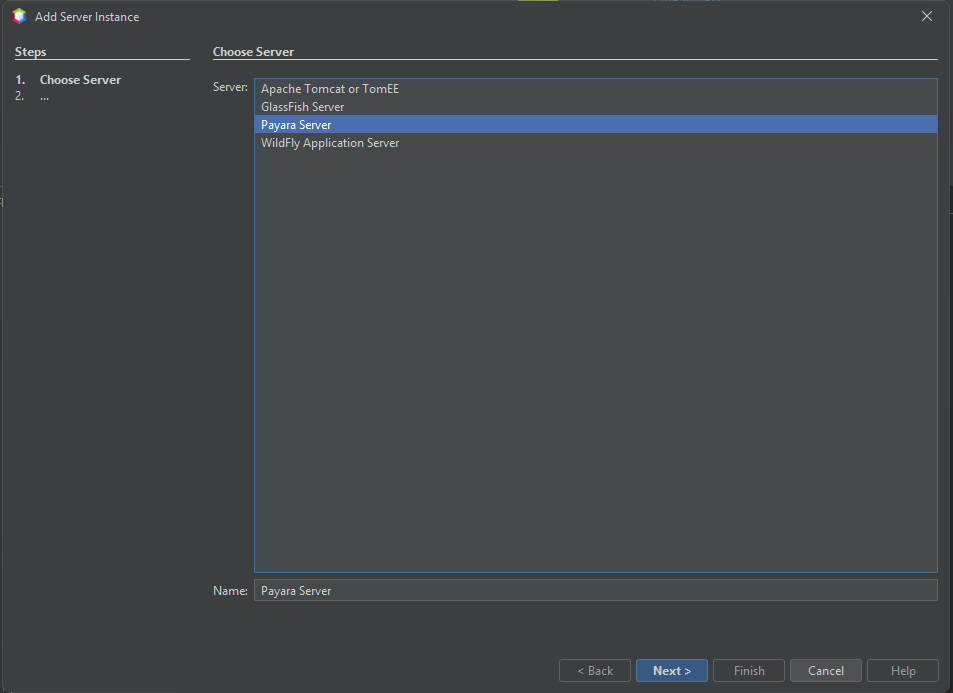 Add Server Instance
Steps
1. Choose Server
2. ...
Choose Server
Server:
Apache Tomcat or TomEE
GlassFish Server
Payara Server
WildFly Application Server
Name: Payara Server
< Back Next > Finish Cancel Help